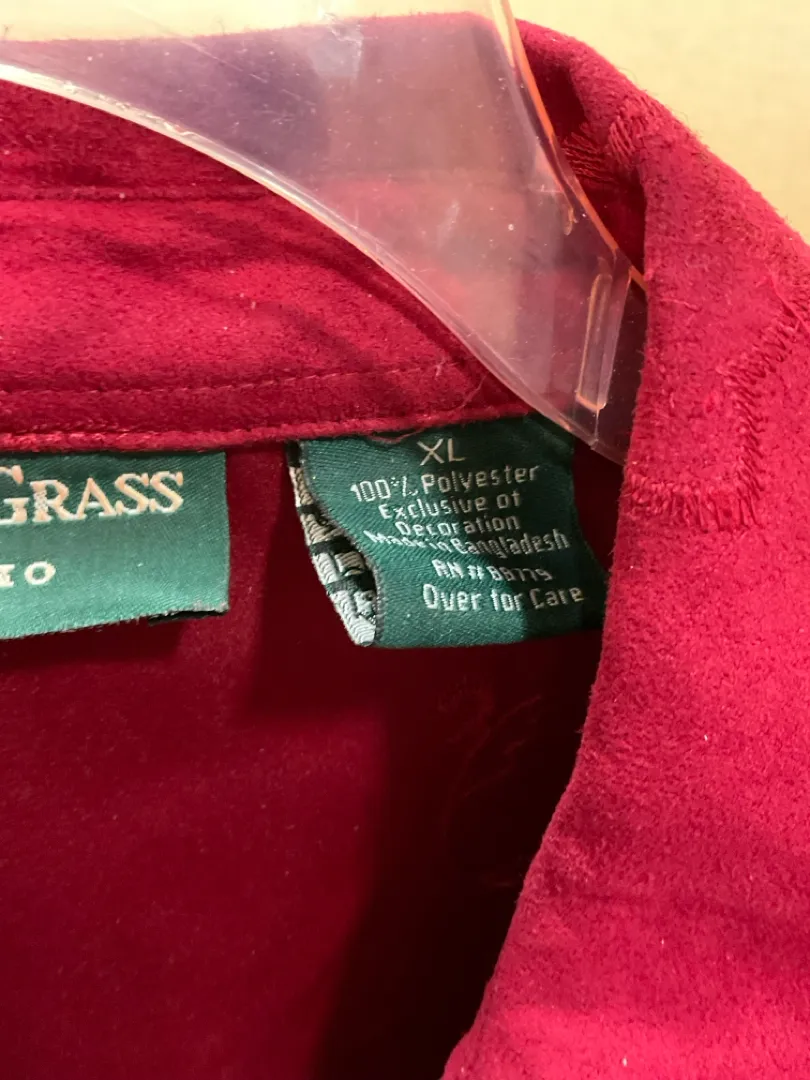 GRASS
XL
100% Polyester
Exclusive of
Decoration
Made in Bangladesh
RN # 88779
Over for Care